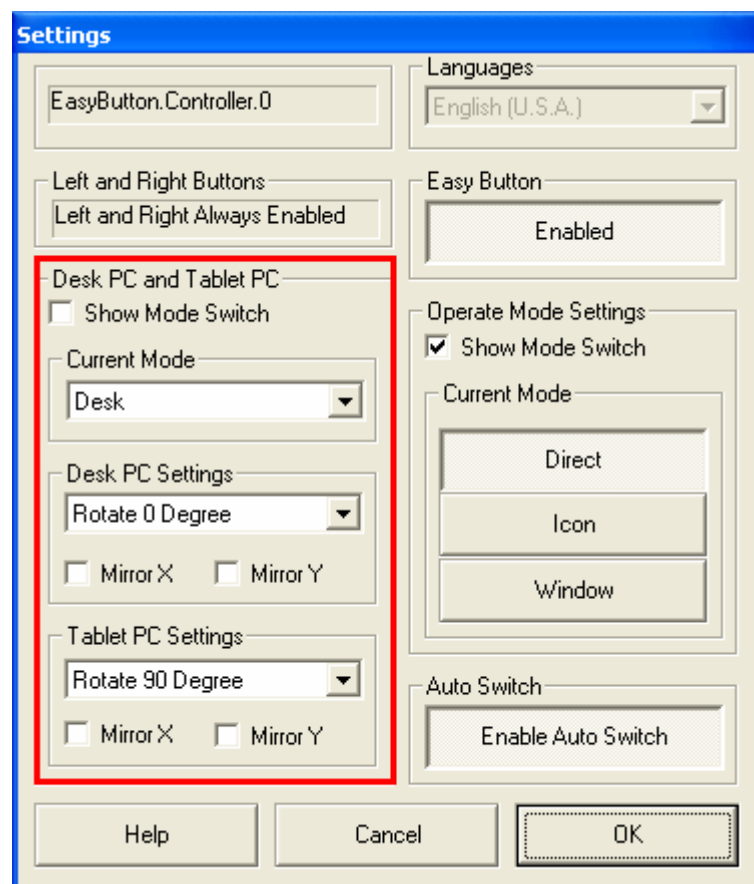 Settings
EasyButton.Controller.0
Languages
English (U.S.A.)
Left and Right Buttons
Left and Right Always Enabled
Easy Button
Enabled
Desk PC and Tablet PC
Show Mode Switch
Current Mode
Desk
Desk PC Settings
Rotate 0 Degree
Mirror X Mirror Y
Tablet PC Settings
Rotate 90 Degree
Mirror X Mirror Y
Operate Mode Settings
Show Mode Switch
Current Mode
Direct
Icon
Window
Auto Switch
Enable Auto Switch
Help Cancel OK